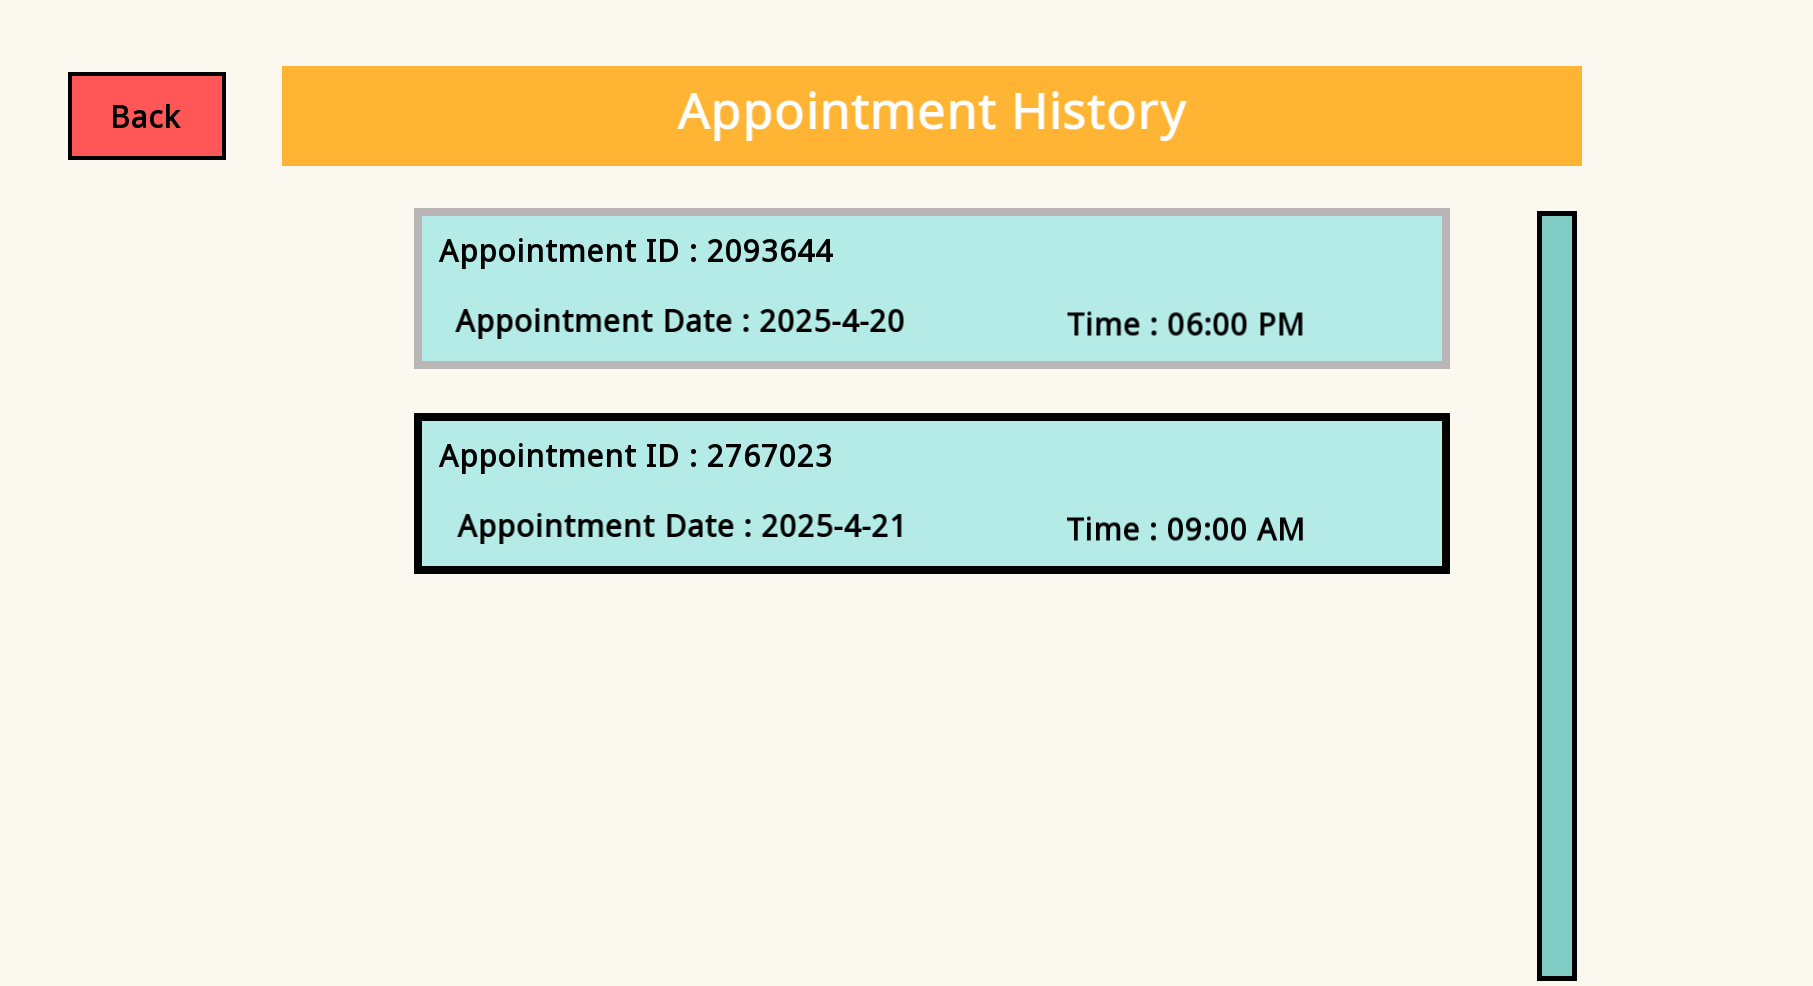 Back
Appointment History
Appointment ID : 2093644
Appointment Date : 2025-4-20
Time : 06:00 PM
Appointment ID : 2767023
Appointment Date : 2025-4-21
Time : 09:00 AM